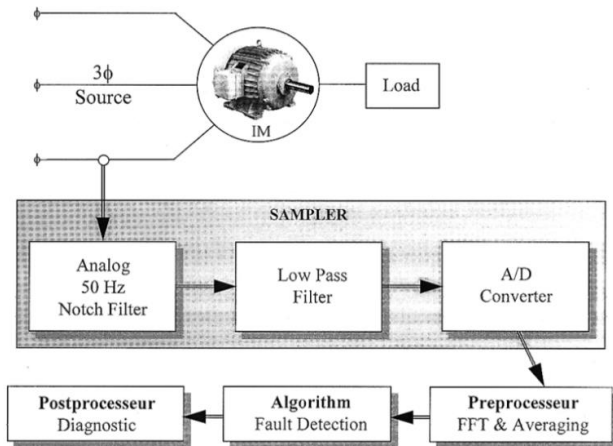 3ϕ
Source
IM
Load
SAMPLER
Analog
50 Hz
Notch Filter
Low Pass
Filter
A/D
Converter
Postprocesseur
Diagnostic
Algorithm
Fault Detection
Preprocesseur
FFT & Averaging